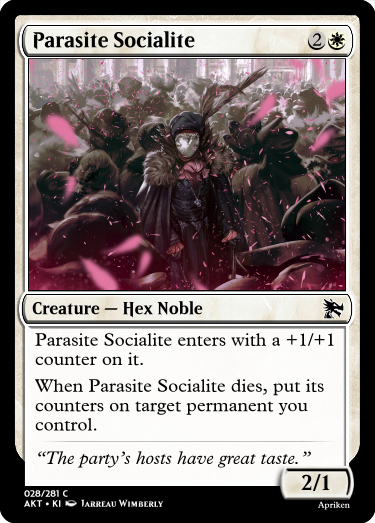 Parasite Socialite 2
Creature — Hex Noble
Parasite Socialite enters with a +1/+1
counter on it.
When Parasite Socialite dies, put its
counters on target permanent you
control.
“The party’s hosts have great taste.”
2/1
028/281 C
AKT • KI Jarreau Wimberly
Apriken